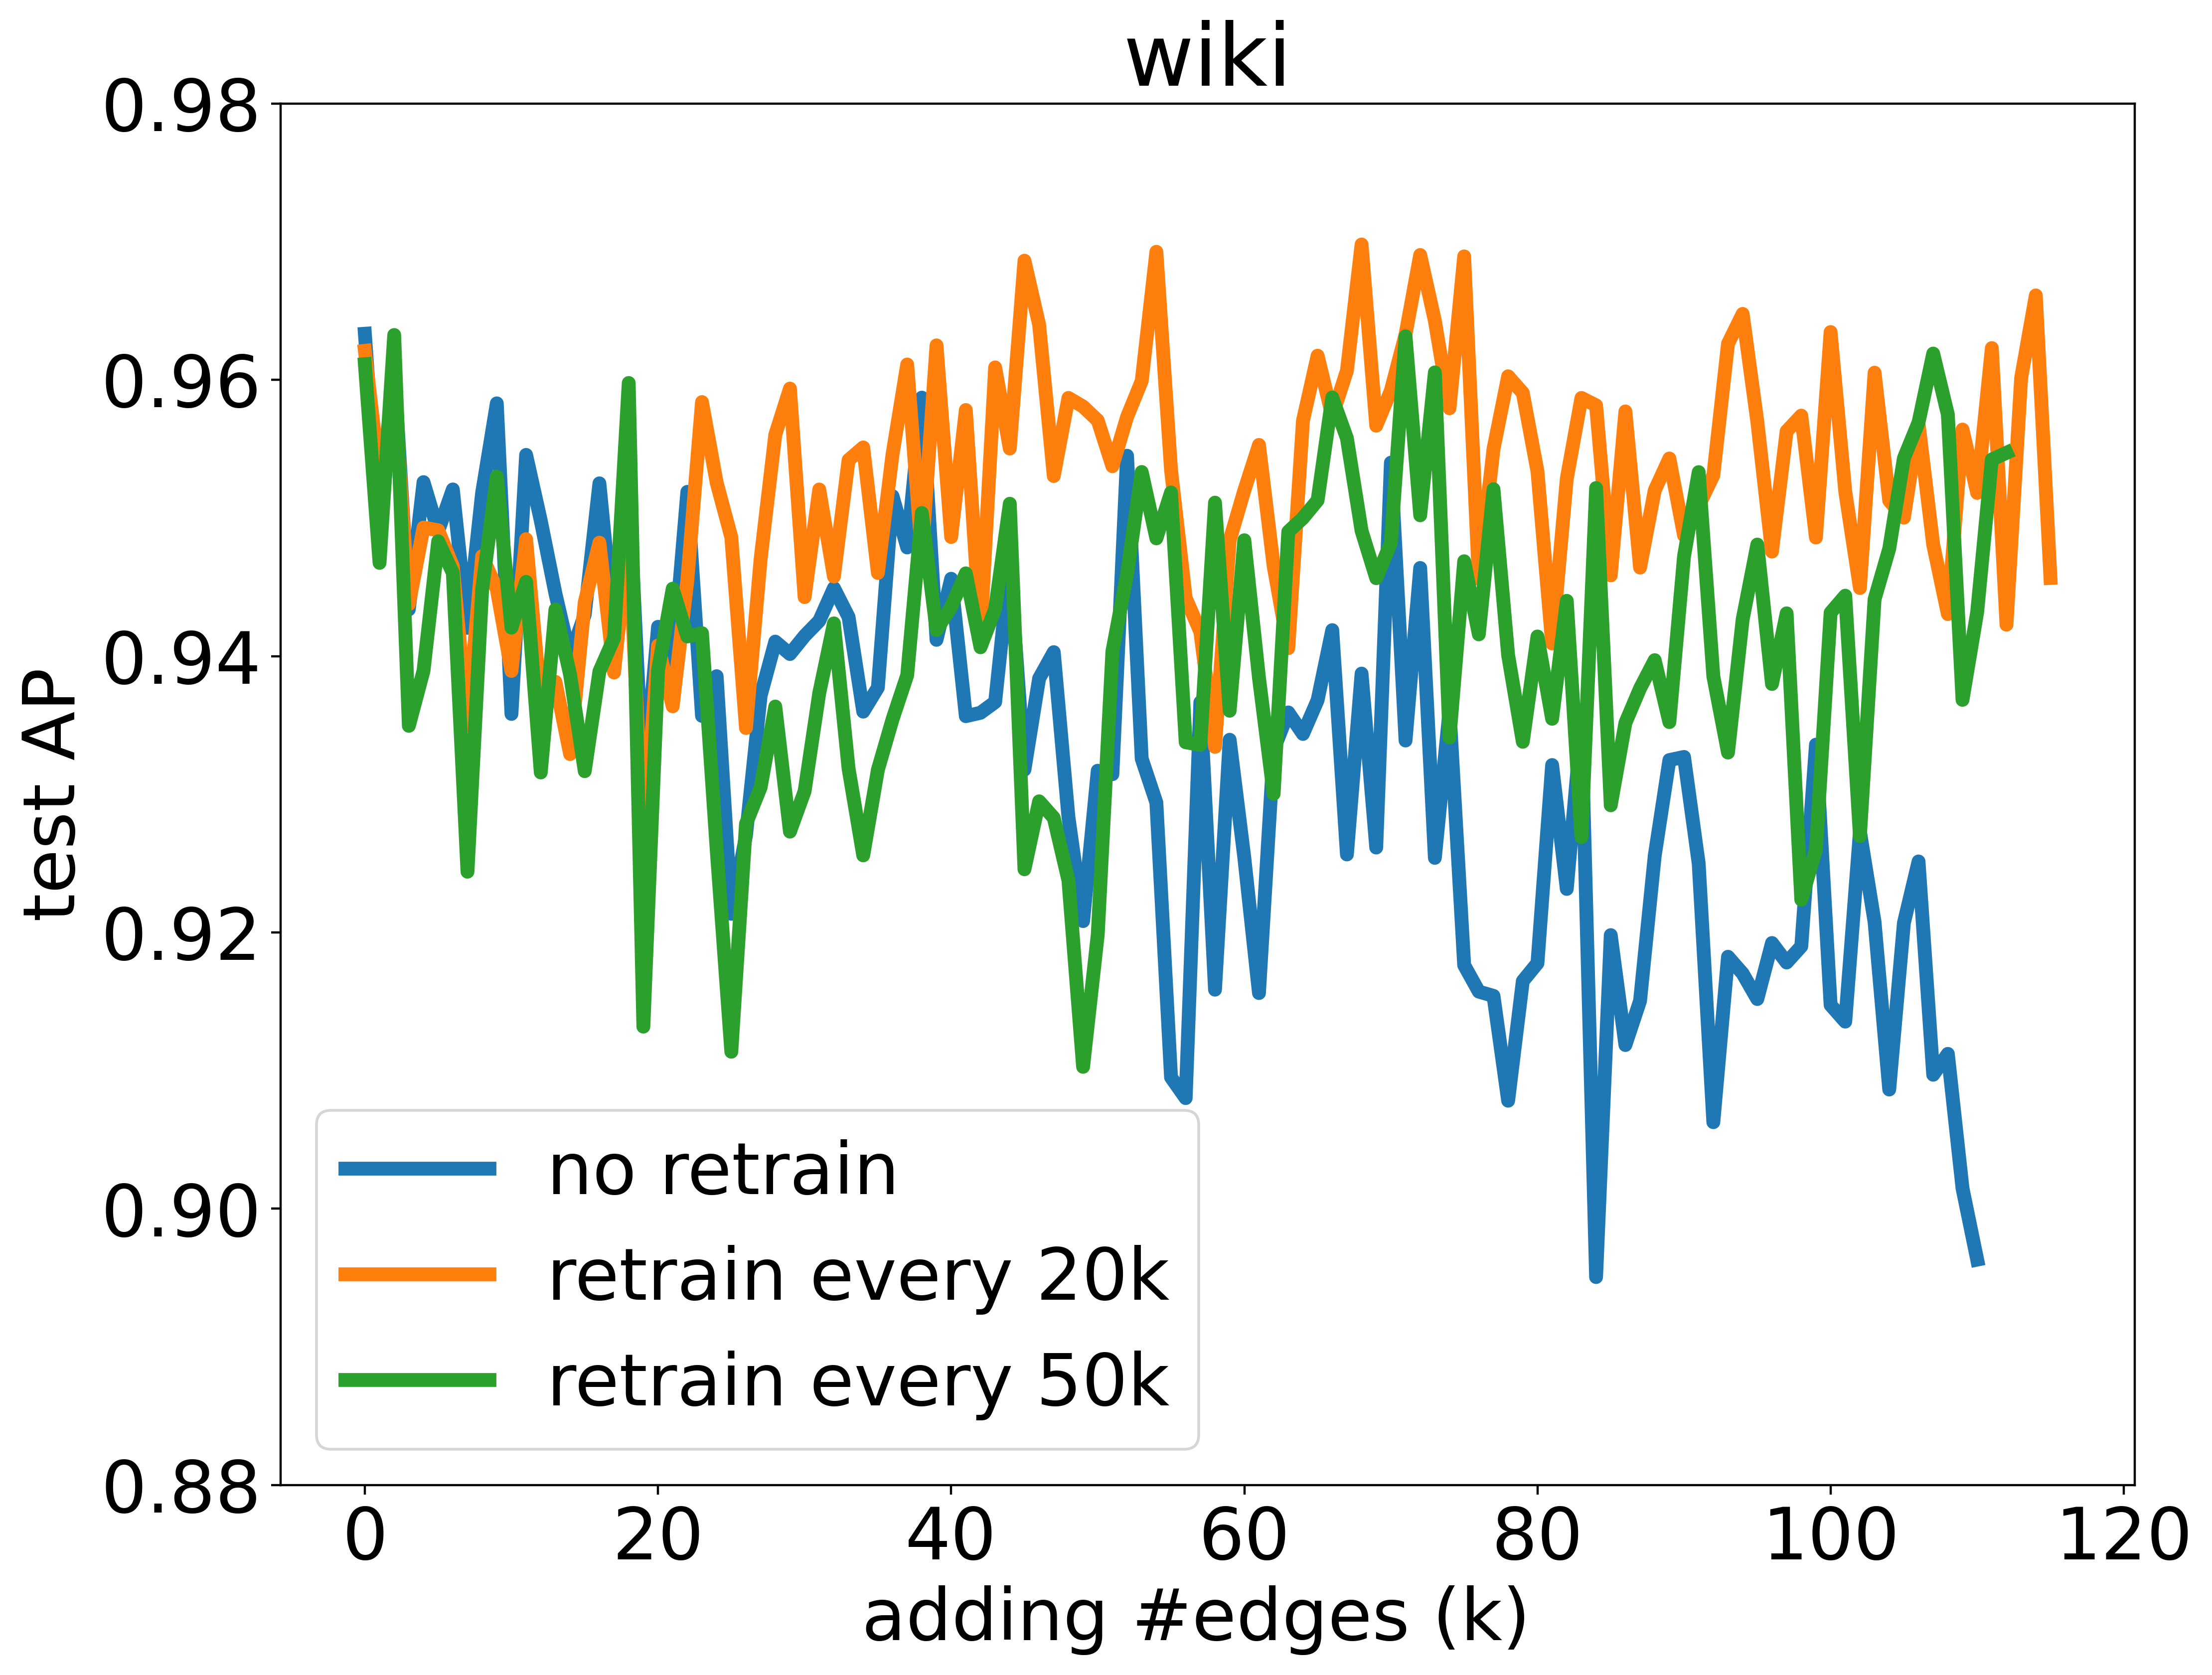 wiki
0.98
0.96
0.94
0.92
0.90
0.88
test AP
no retrain
retrain every 20k
retrain every 50k
0 20 40 60 80 100 120
adding #edges (k)